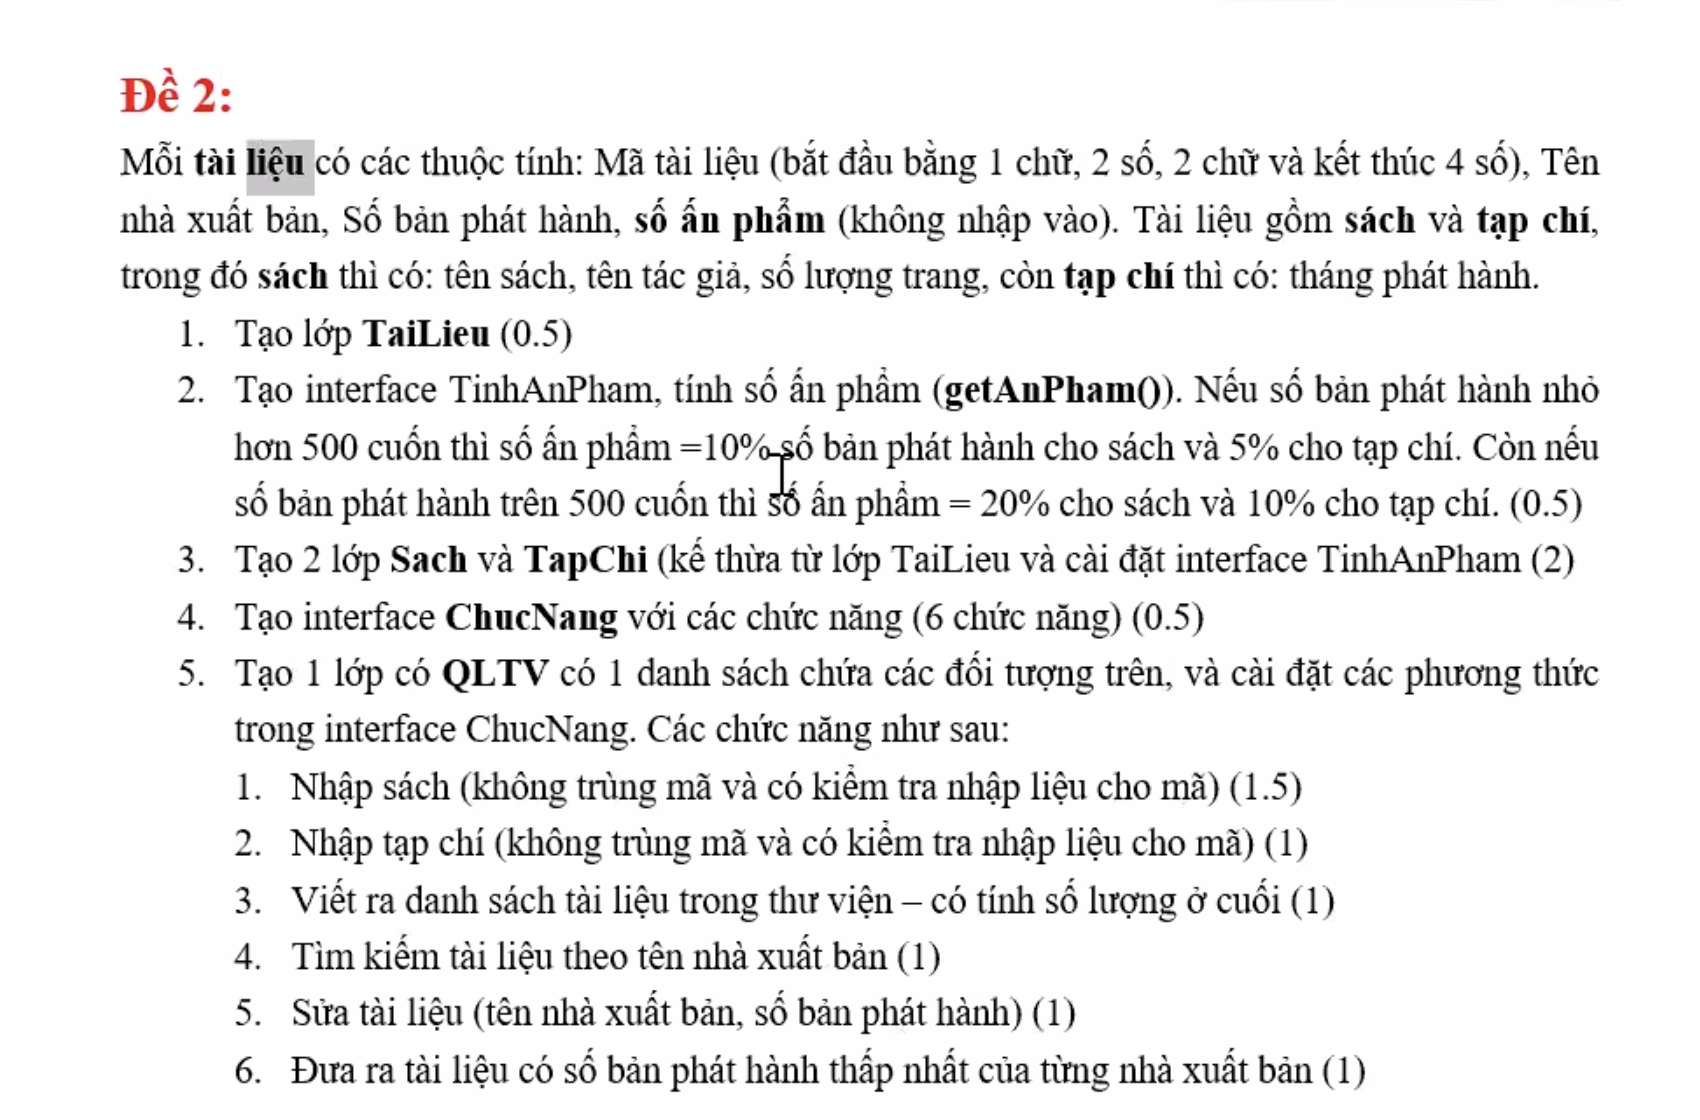 Đề 2:
Mỗi tài liệu có các thuộc tính: Mã tài liệu (bắt đầu bằng 1 chữ, 2 số, 2 chữ và kết thúc 4 số), Tên
nhà xuất bản, Số bản phát hành, số ấn phẩm (không nhập vào). Tài liệu gồm sách và tạp chí,
trong đó sách thì có: tên sách, tên tác giả, số lượng trang, còn tạp chí thì có: tháng phát hành.
1. Tạo lớp TaiLieu (0.5)
2. Tạo interface TinhAnPham, tính số ấn phẩm (getAnPham()). Nếu số bản phát hành nhỏ
hơn 500 cuốn thì số ấn phẩm =10% số bản phát hành cho sách và 5% cho tạp chí. Còn nếu
số bản phát hành trên 500 cuốn thì số ấn phẩm = 20% cho sách và 10% cho tạp chí. (0.5)
3. Tạo 2 lớp Sach và TapChi (kế thừa từ lớp TaiLieu và cài đặt interface TinhAnPham (2)
4. Tạo interface ChucNang với các chức năng (6 chức năng) (0.5)
5. Tạo 1 lớp có QLTV có 1 danh sách chứa các đối tượng trên, và cài đặt các phương thức
trong interface ChucNang. Các chức năng như sau:
1. Nhập sách (không trùng mã và có kiểm tra nhập liệu cho mã) (1.5)
2. Nhập tạp chí (không trùng mã và có kiểm tra nhập liệu cho mã) (1)
3. Viết ra danh sách tài liệu trong thư viện – có tính số lượng ở cuối (1)
4. Tìm kiếm tài liệu theo tên nhà xuất bản (1)
5. Sửa tài liệu (tên nhà xuất bản, số bản phát hành) (1)
6. Đưa ra tài liệu có số bản phát hành thấp nhất của từng nhà xuất bản (1)